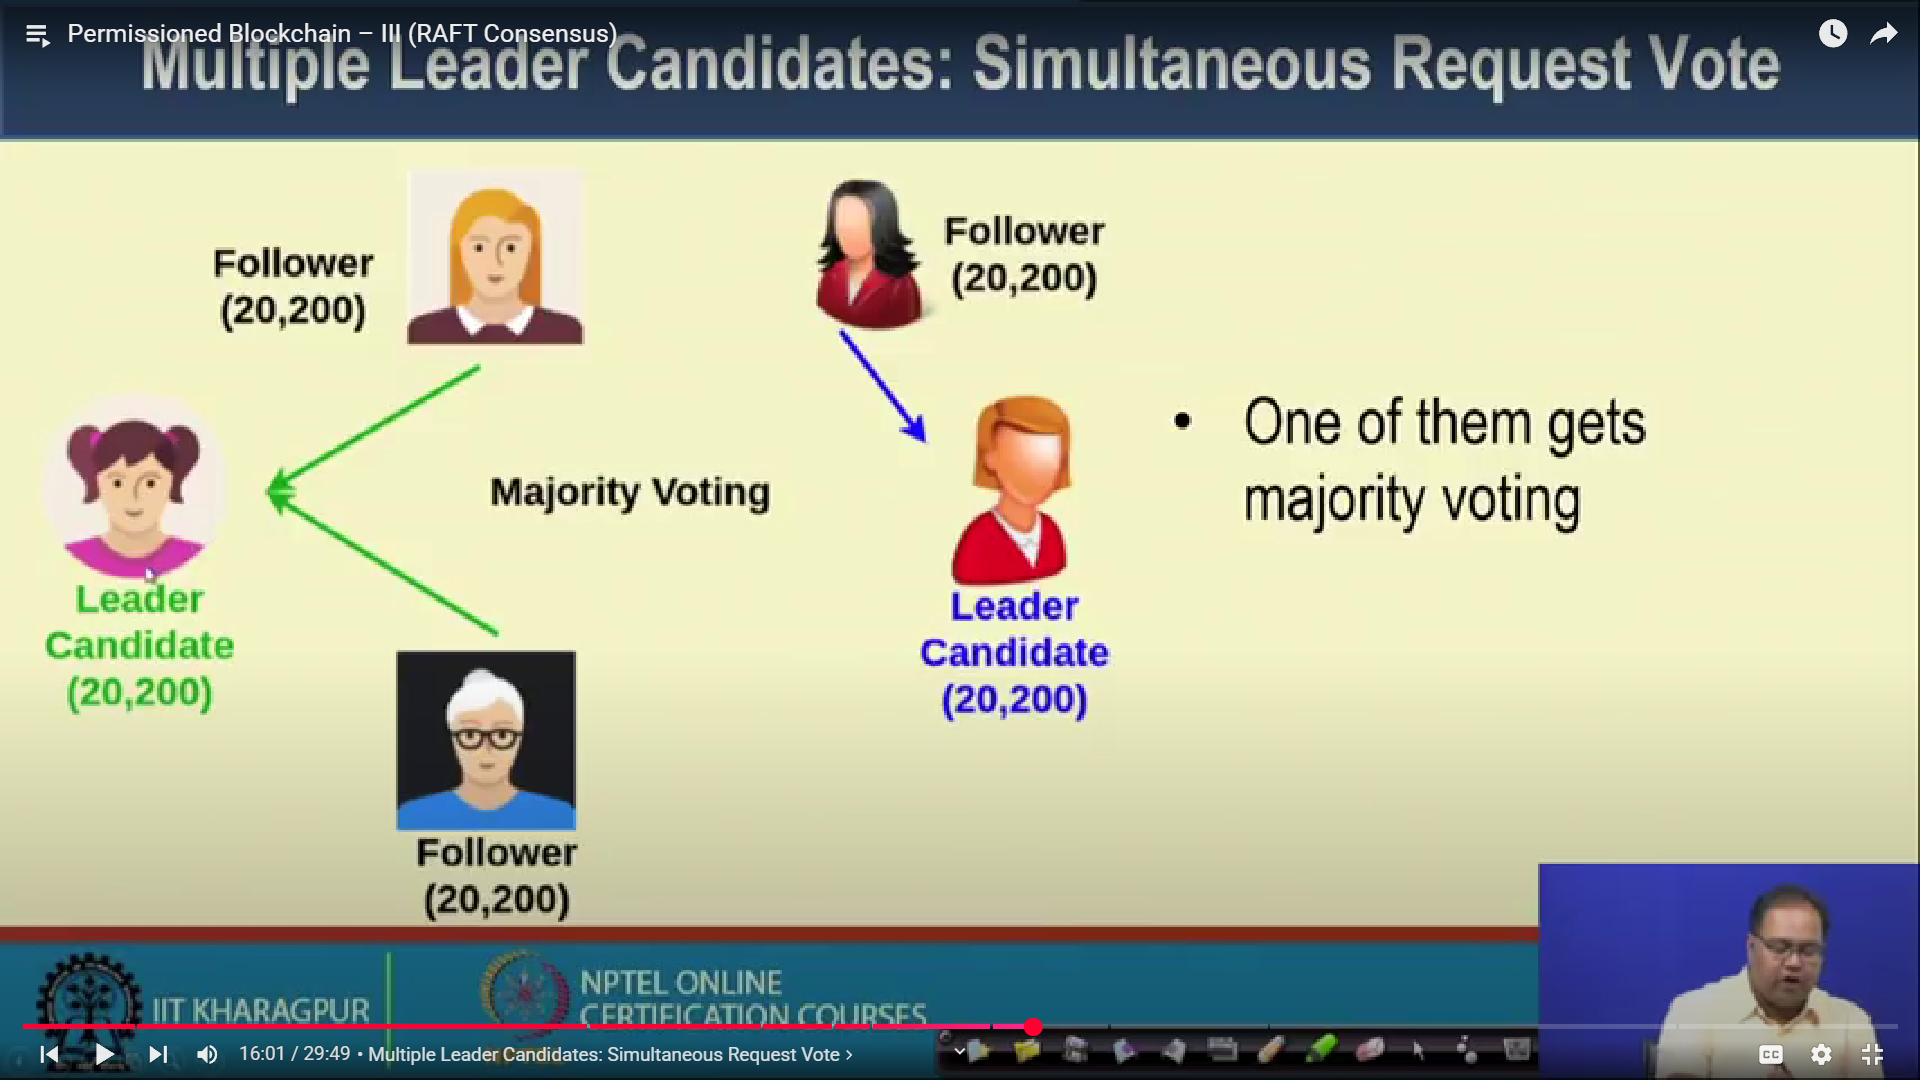 Permissioned Blockchain – III (RAFT Consensus)
Multiple Leader Candidates: Simultaneous Request Vote
Follower
(20,200)
Follower
(20,200)
Majority Voting
• One of them gets
majority voting
Leader
Candidate
(20,200)
Leader
Candidate
(20,200)
Follower
(20,200)
IIT KHARAGPUR
NPTEL ONLINE
CERTIFICATION COURSES
16:01 / 29:49 • Multiple Leader Candidates: Simultaneous Request Vote ›
CC